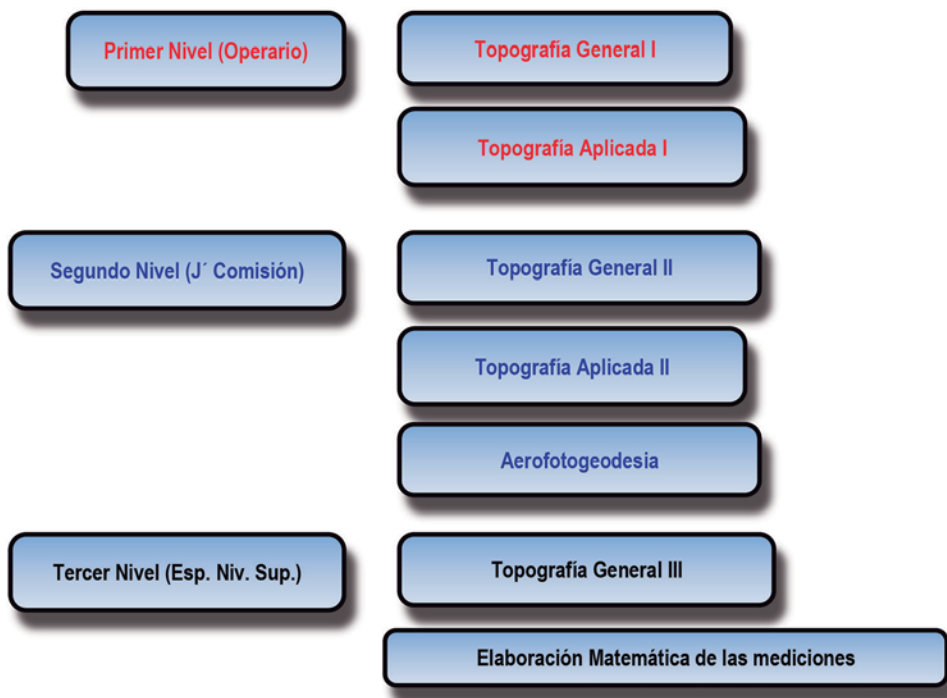 Primer Nivel (Operario)
Topografía General I
Topografía Aplicada I
Segundo Nivel (J´ Comisión)
Topografía General II
Topografía Aplicada II
Aerofotogeodesia
Tercer Nivel (Esp. Niv. Sup.)
Topografía General III
Elaboración Matemática de las mediciones